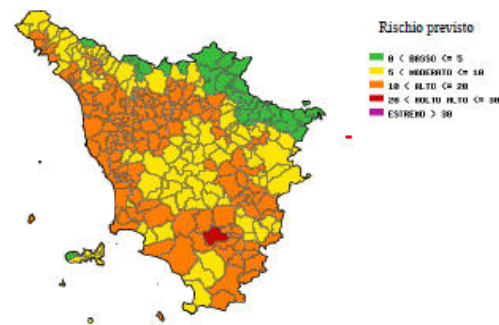 Rischio previsto
0 < BASSO <= 5
5 < MODERATO <= 10
10 < ALTO <= 20
20 < MOLTO ALTO <= 30
ESTREMO > 30